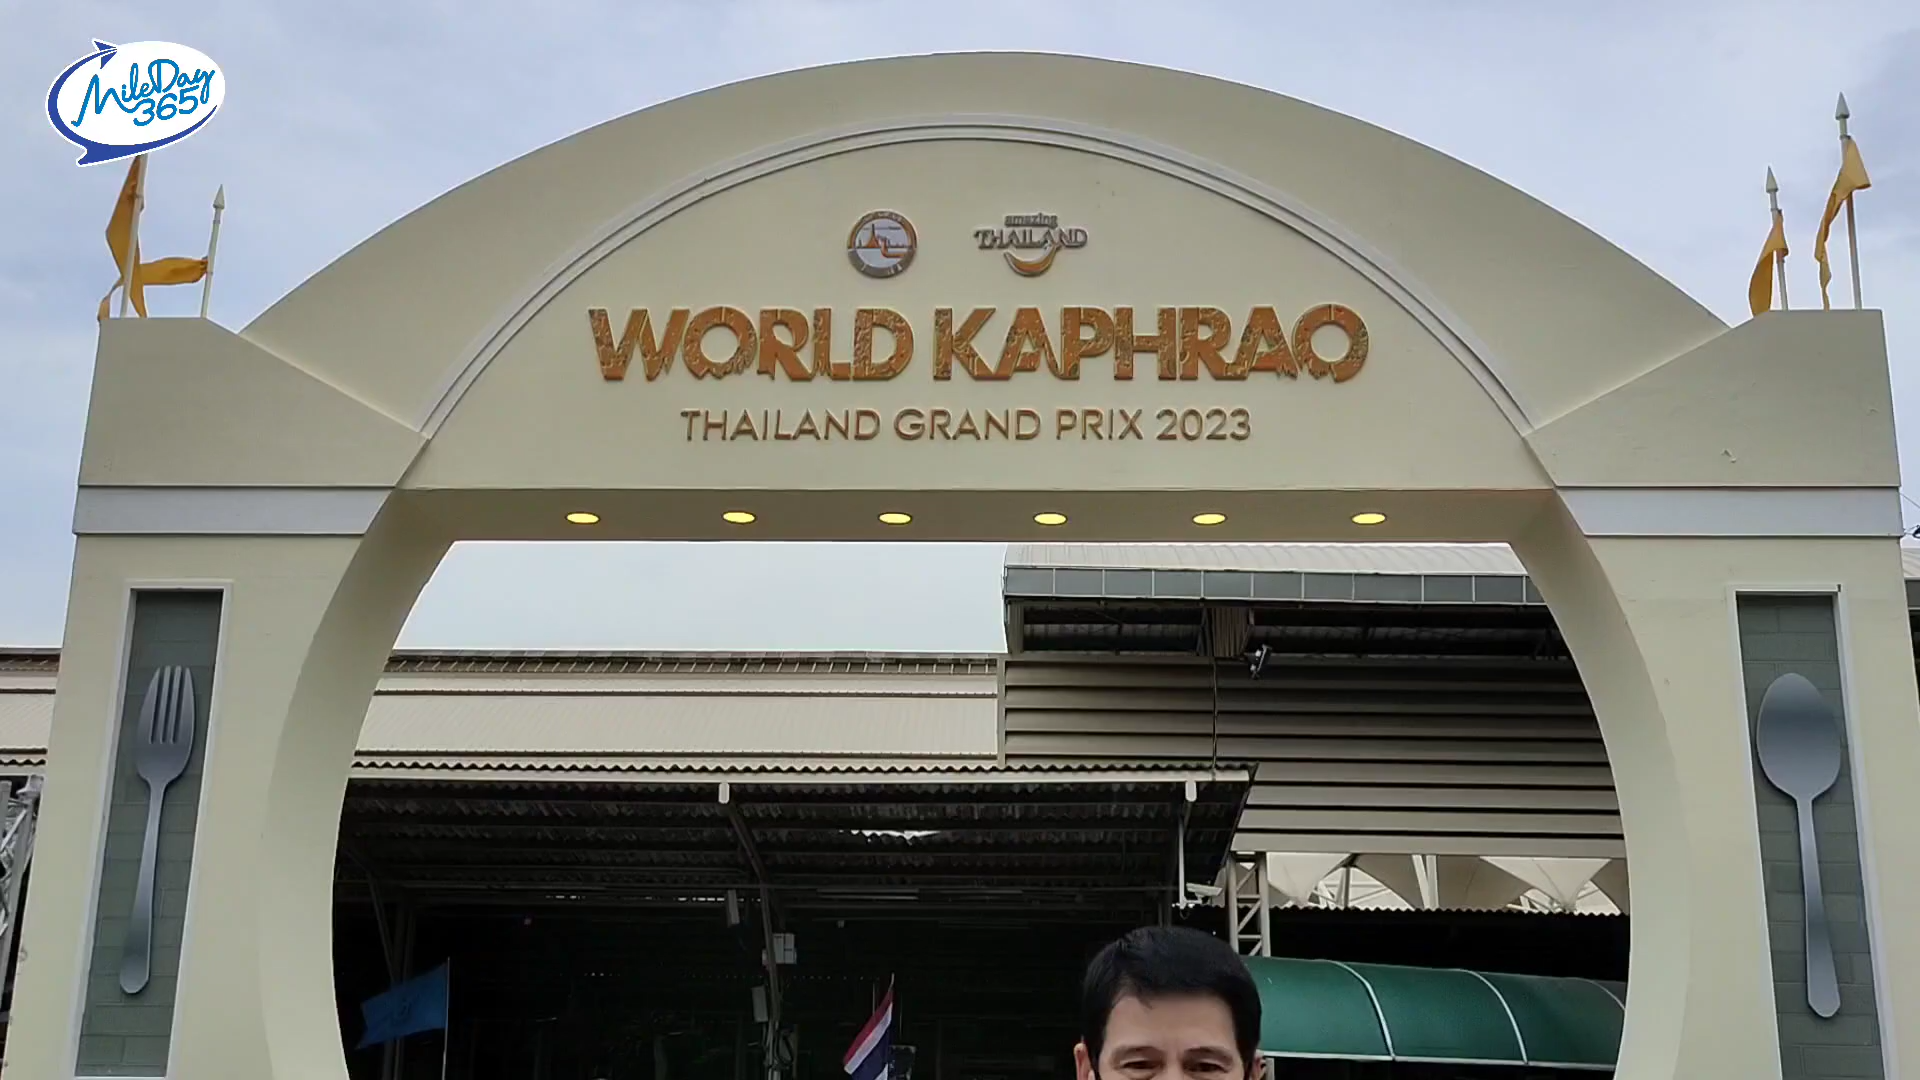 MileDay
365
amazing
THAILAND
WORLD KAPHRAO
THAILAND GRAND PRIX 2023